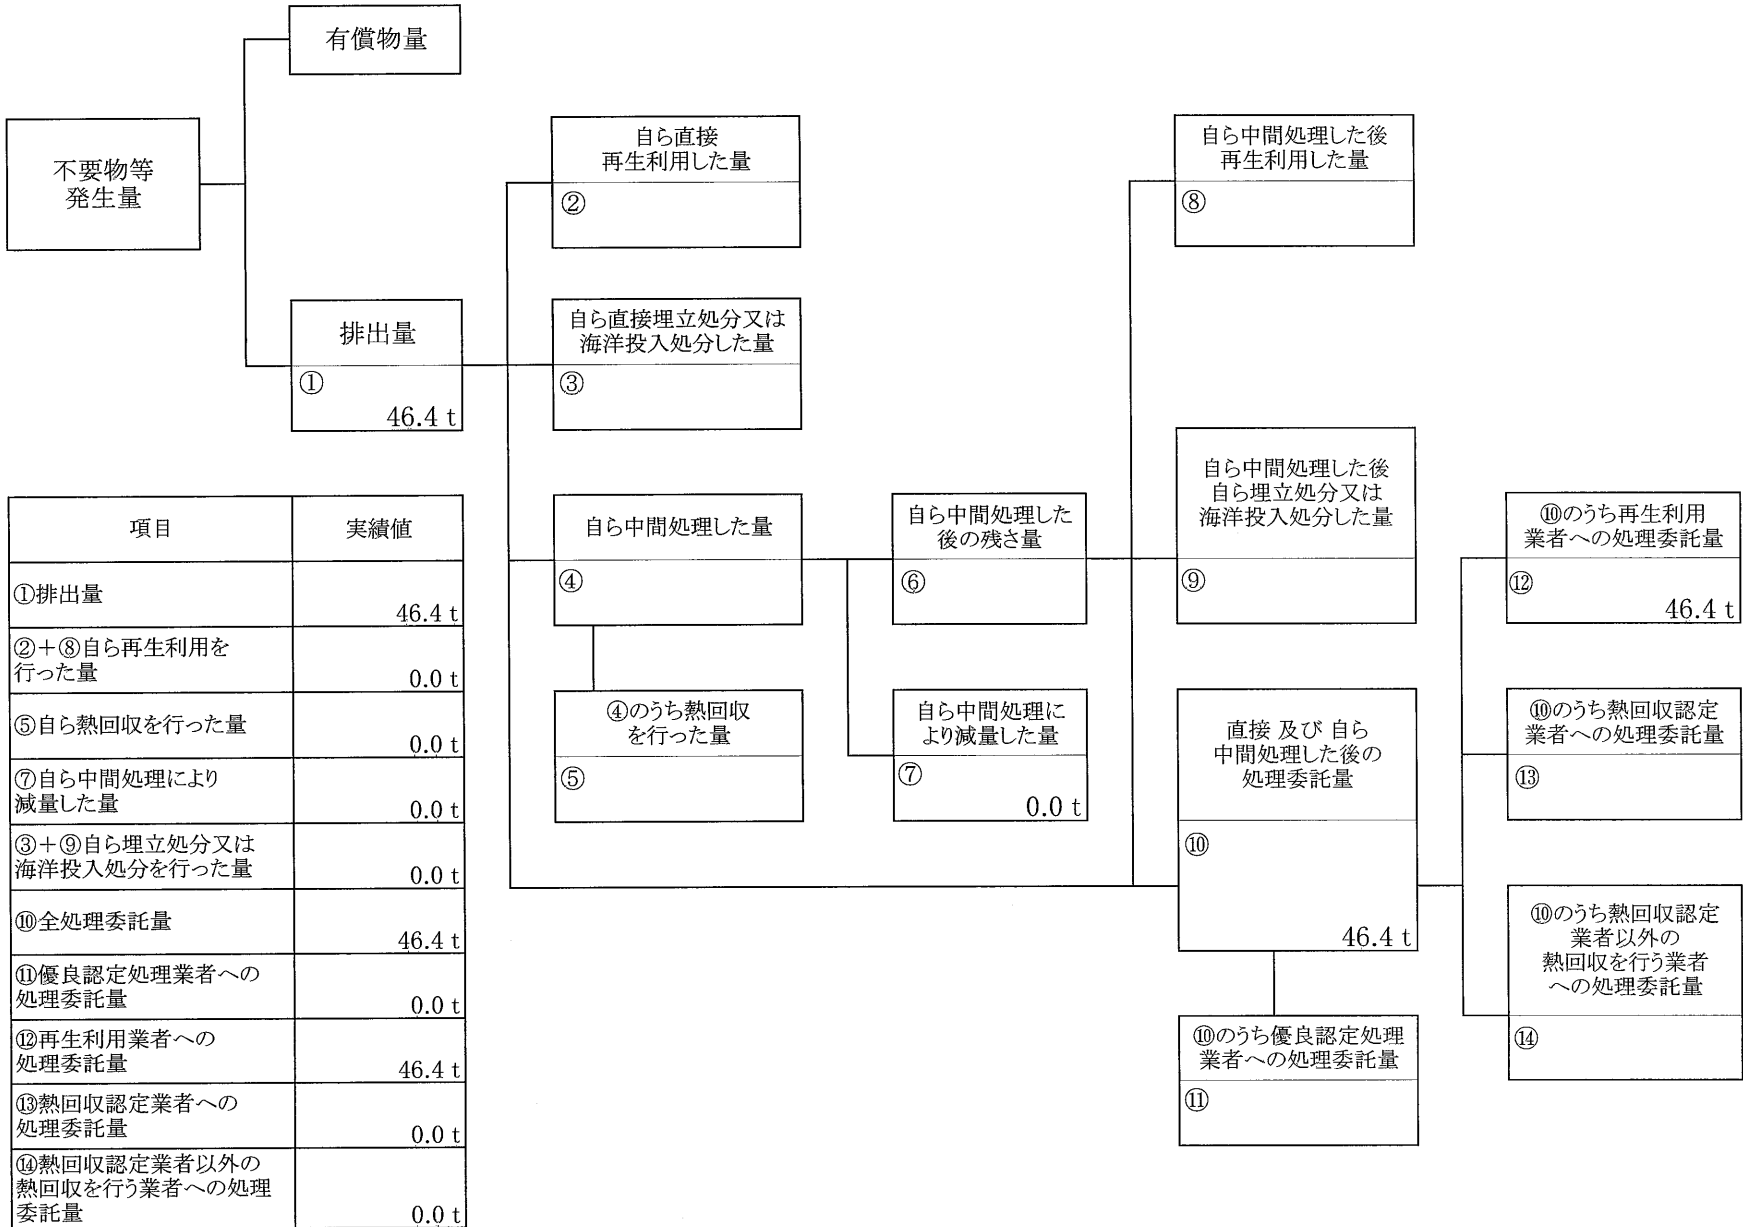 有償物量
不要物等
発生量
排出量
①
46.4 t
自ら直接
再生利用した量
②
自ら直接埋立処分又は
海洋投入処分した量
③
自ら中間処理した量
④
④のうち熱回収
を行った量
⑤
自ら中間処理した
後の残さ量
⑥
自ら中間処理に
より減量した量
⑦
0.0 t
自ら中間処理した後
再生利用した量
⑧
自ら中間処理した後
自ら埋立処分又は
海洋投入処分した量
⑨
直接 及び 自ら
中間処理した後の
処理委託量
⑩
46.4 t
⑩のうち優良認定処理
業者への処理委託量
⑪
⑩のうち再生利用
業者への処理委託量
⑫
46.4 t
⑩のうち熱回収認定
業者への処理委託量
⑬
⑩のうち熱回収認定
業者以外の
熱回収を行う業者
への処理委託量
⑭
項目 実績値
①排出量
46.4 t
②＋⑧自ら再生利用を
行った量
0.0 t
⑤自ら熱回収を行った量
0.0 t
⑦自ら中間処理により
減量した量
0.0 t
③＋⑨自ら埋立処分又は
海洋投入処分を行った量
0.0 t
⑩全処理委託量
46.4 t
⑪優良認定処理業者への
処理委託量
0.0 t
⑫再生利用業者への
処理委託量
46.4 t
⑬熱回収認定業者への
処理委託量
0.0 t
⑭熱回収認定業者以外の
熱回収を行う業者への処理
委託量
0.0 t